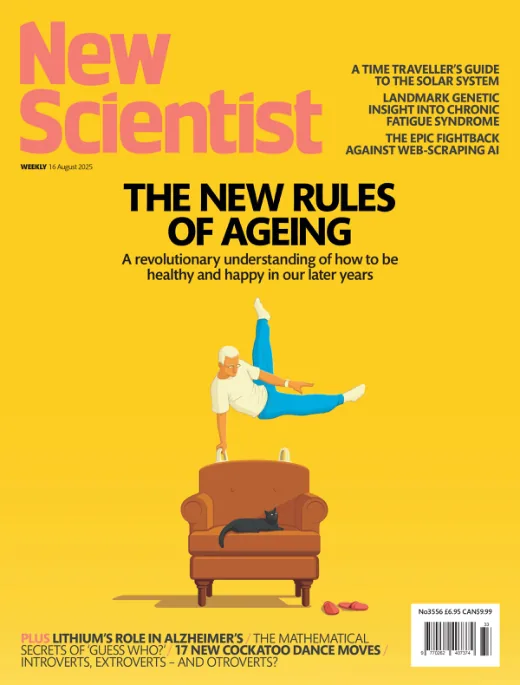 New
Scientist
WEEKLY 16 August 2025
A TIME TRAVELLER'S GUIDE
TO THE SOLAR SYSTEM
LANDMARK GENETIC
INSIGHT INTO CHRONIC
FATIGUE SYNDROME
THE EPIC FIGHTBACK
AGAINST WEB-SCRAPING AI
THE NEW RULES
OF AGEING
A revolutionary understanding of how to be
healthy and happy in our later years
No3556 £6.95 CAN$9.99
PLUS LITHIUM'S ROLE IN ALZHEIMER'S / THE MATHEMATICAL
SECRETS OF ‘GUESS WHO?’ / 17 NEW COCKATOO DANCE MOVES /
INTROVERTS, EXTROVERTS – AND OTROVERTS?